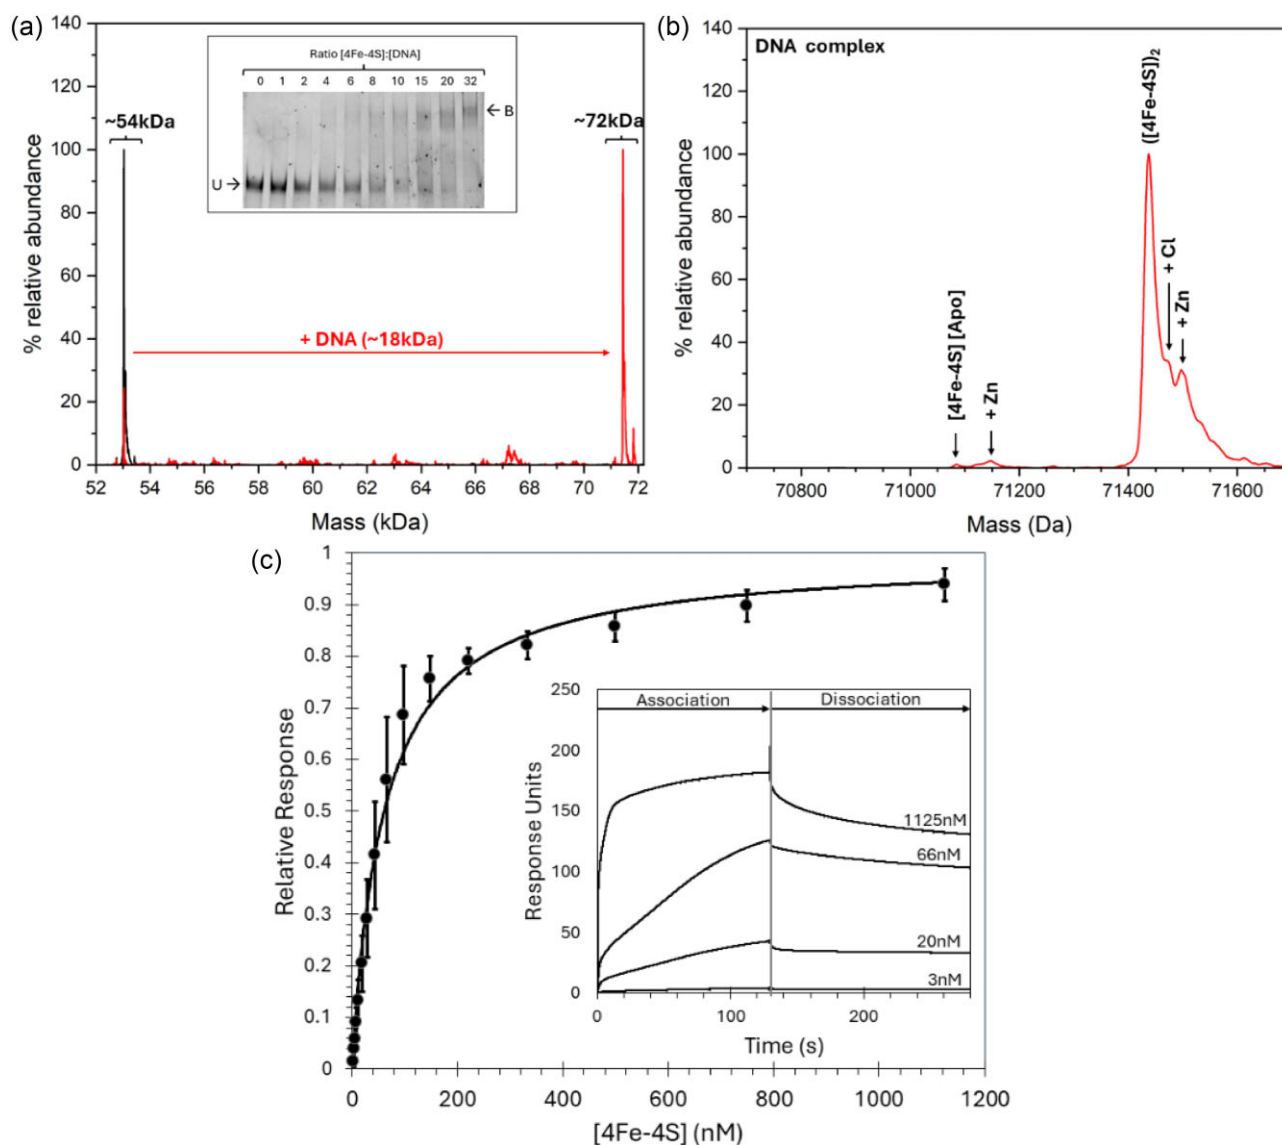 (a)
140
120
100
80
60
40
20
0
% relative abundance
52 54 56 58 60 62 64 66 68 70 72
Mass (kDa)
~54kDa
~72kDa
+ DNA (~18kDa)
Ratio [4Fe-4S]:[DNA]
0 1 2 4 6 8 10 15 20 32
← B
U →
(b)
DNA complex
140
120
100
80
60
40
20
0
% relative abundance
70800 71000 71200 71400 71600
Mass (Da)
[4Fe-4S] [Apo]
+ Zn
([4Fe-4S])₂
+ Cl
+ Zn
(c)
1
0.9
0.8
0.7
0.6
0.5
0.4
0.3
0.2
0.1
0
Relative Response
0 200 400 600 800 1000 1200
[4Fe-4S] (nM)
250
200
150
100
50
0
Response Units
Association
Dissociation
1125nM
66nM
20nM
3nM
0 100 200
Time (s)